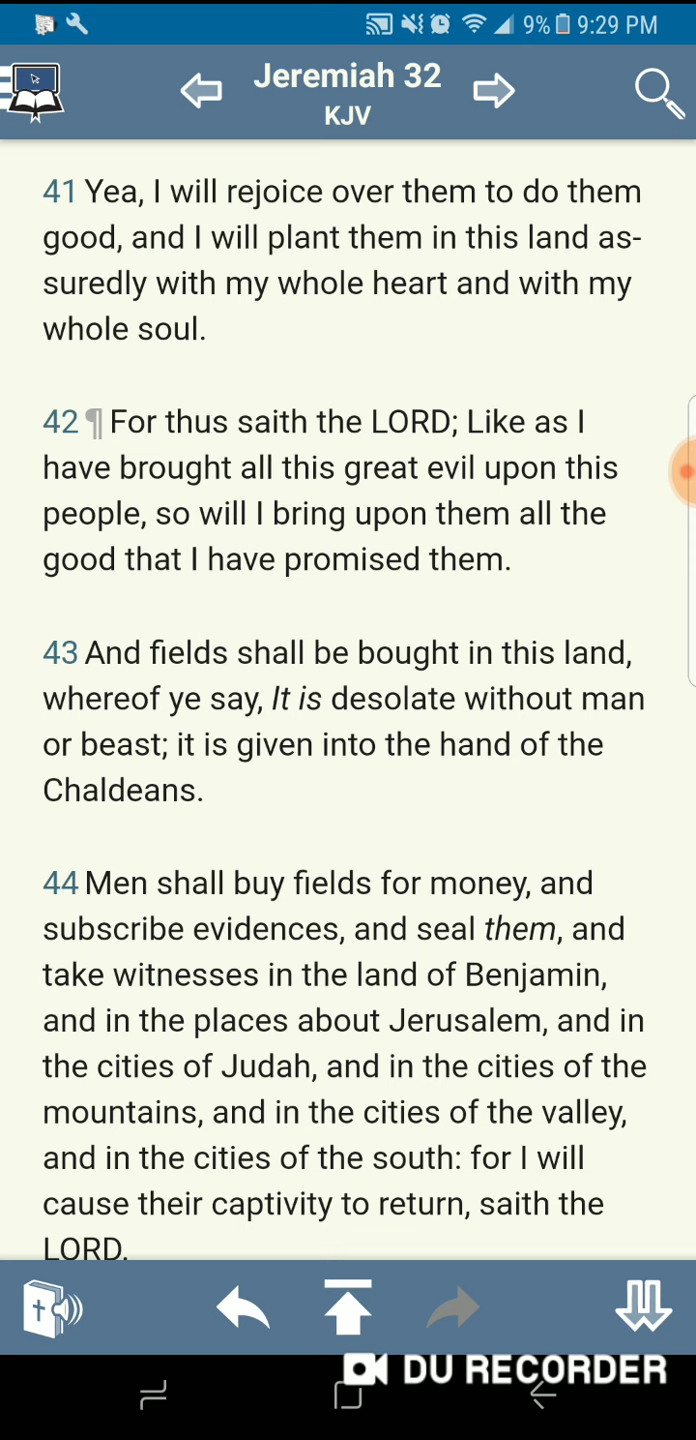 9% 9:29 PM
Jeremiah 32
KJV
41 Yea, I will rejoice over them to do them
good, and I will plant them in this land as-
suredly with my whole heart and with my
whole soul.
42 ¶ For thus saith the LORD; Like as I
have brought all this great evil upon this
people, so will I bring upon them all the
good that I have promised them.
43 And fields shall be bought in this land,
whereof ye say, It is desolate without man
or beast; it is given into the hand of the
Chaldeans.
44 Men shall buy fields for money, and
subscribe evidences, and seal them, and
take witnesses in the land of Benjamin,
and in the places about Jerusalem, and in
the cities of Judah, and in the cities of the
mountains, and in the cities of the valley,
and in the cities of the south: for I will
cause their captivity to return, saith the
LORD.
DU RECORDER